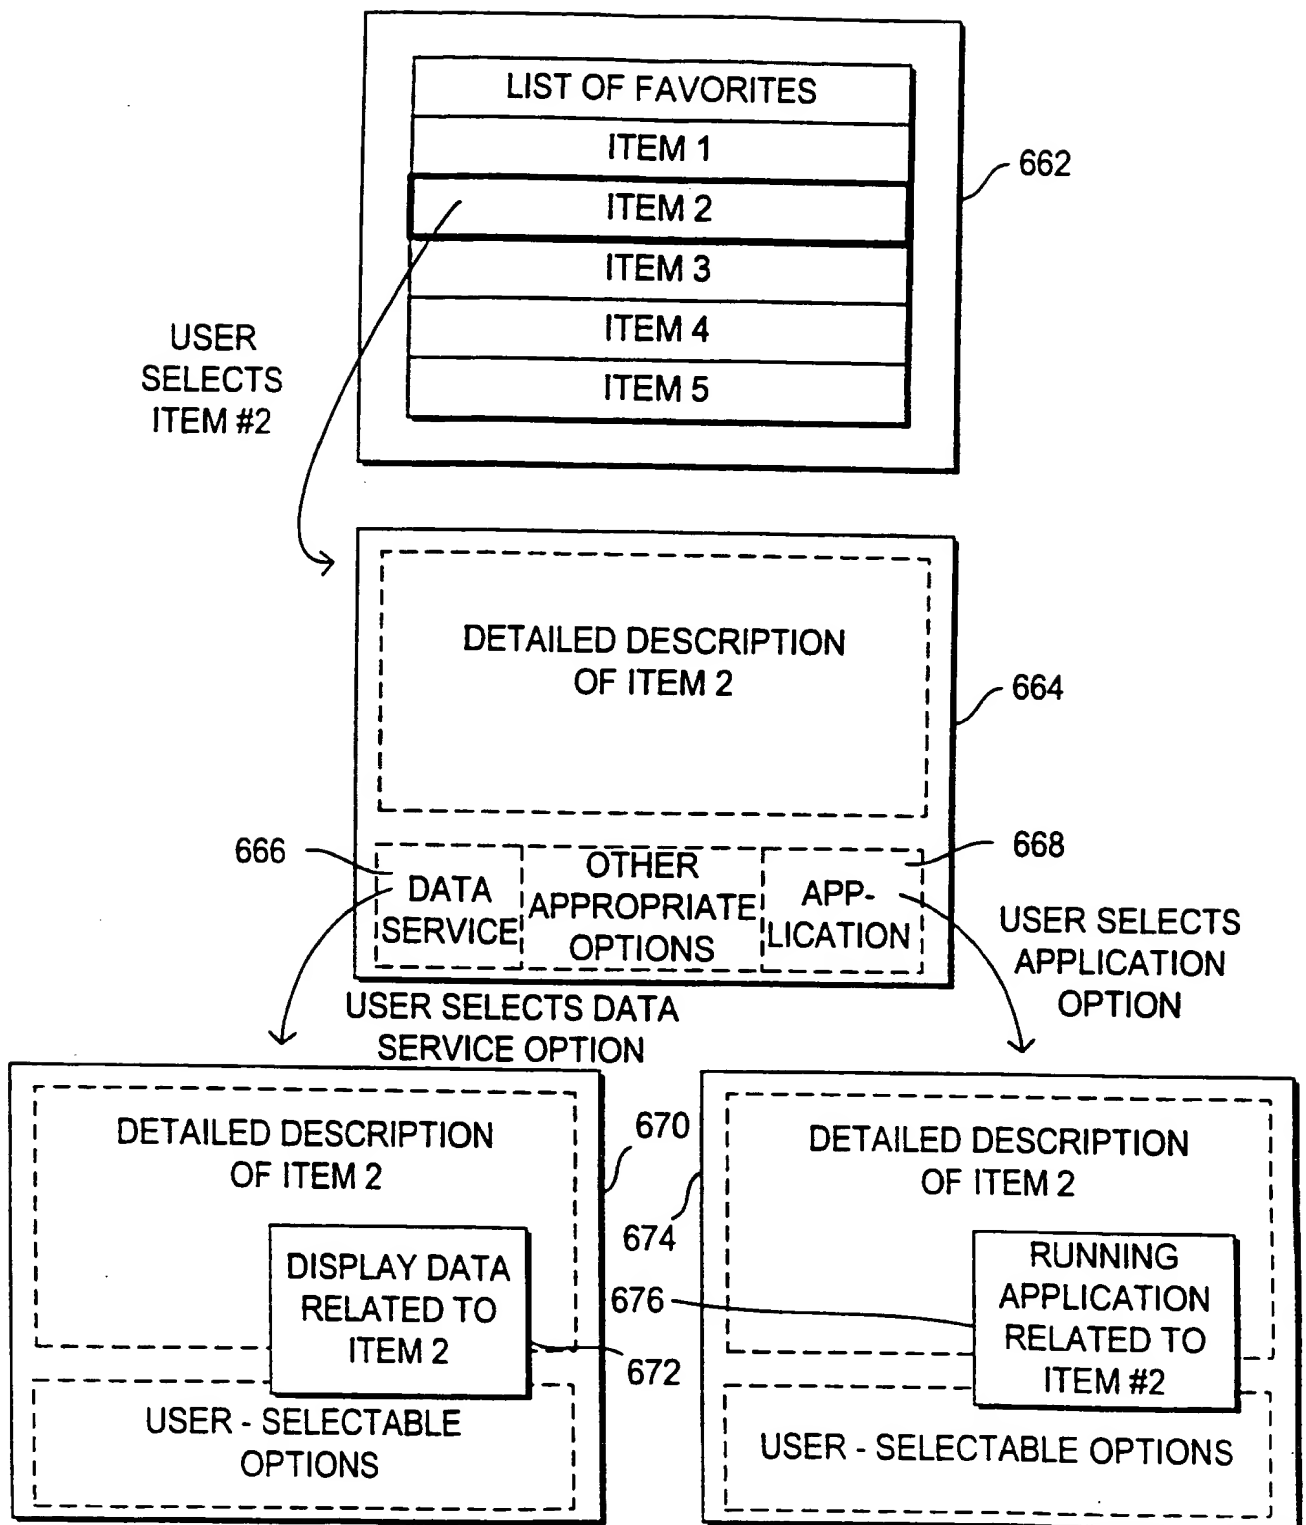 LIST OF FAVORITES
ITEM 1
662
ITEM 2
ITEM 3
ITEM 4
ITEM 5
USER
SELECTS
ITEM #2
DETAILED DESCRIPTION
OF ITEM 2
664
666
668
DATA
SERVICE
OTHER
APPROPRIATE
OPTIONS
APP-
LICATION
USER SELECTS
APPLICATION
OPTION
USER SELECTS DATA
SERVICE OPTION
DETAILED DESCRIPTION
OF ITEM 2
670
DISPLAY DATA
RELATED TO
ITEM 2
672
USER - SELECTABLE
OPTIONS
674
DETAILED DESCRIPTION
OF ITEM 2
676
RUNNING
APPLICATION
RELATED TO
ITEM #2
USER - SELECTABLE OPTIONS